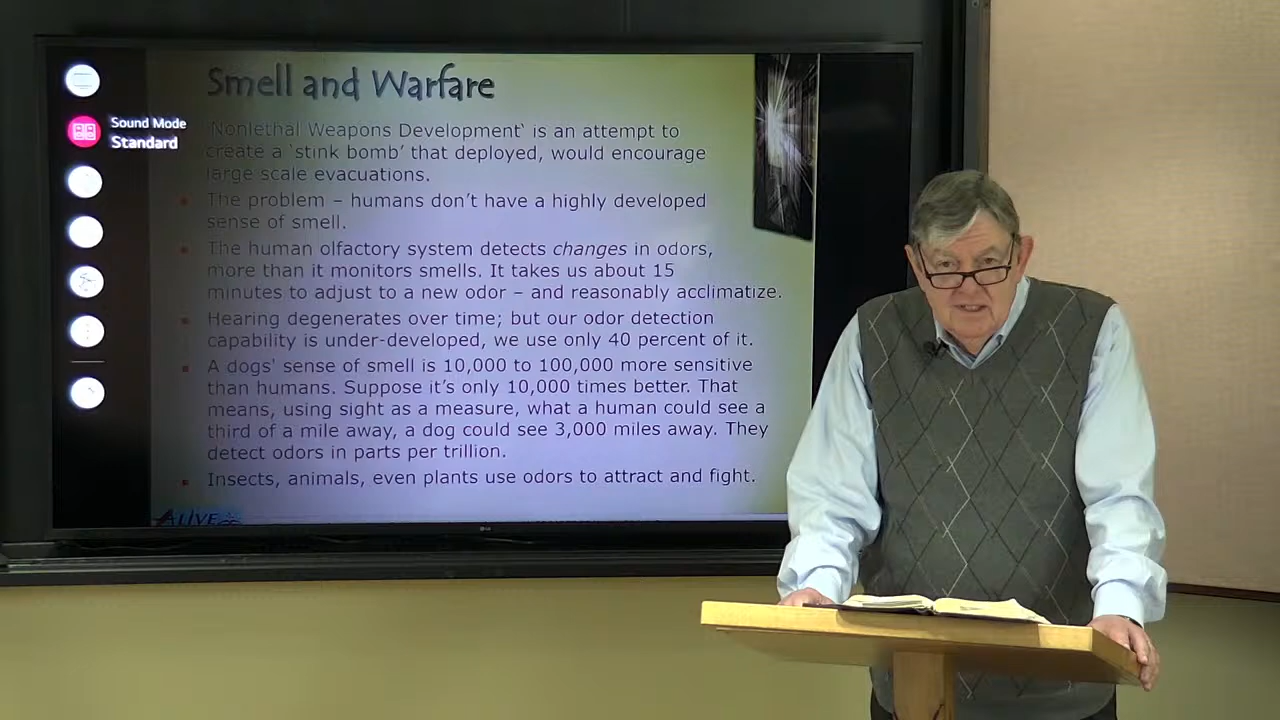 Smell and Warfare
Sound Mode
Standard
'Nonlethal Weapons Development' is an attempt to
create a 'stink bomb' that deployed, would encourage
large scale evacuations.
The problem – humans don't have a highly developed
sense of smell.
The human olfactory system detects changes in odors,
more than it monitors smells. It takes us about 15
minutes to adjust to a new odor – and reasonably acclimatize.
Hearing degenerates over time; but our odor detection
capability is under-developed, we use only 40 percent of it.
A dogs' sense of smell is 10,000 to 100,000 more sensitive
than humans. Suppose it's only 10,000 times better. That
means, using sight as a measure, what a human could see a
third of a mile away, a dog could see 3,000 miles away. They
detect odors in parts per trillion.
Insects, animals, even plants use odors to attract and fight.
ALIVE
LG